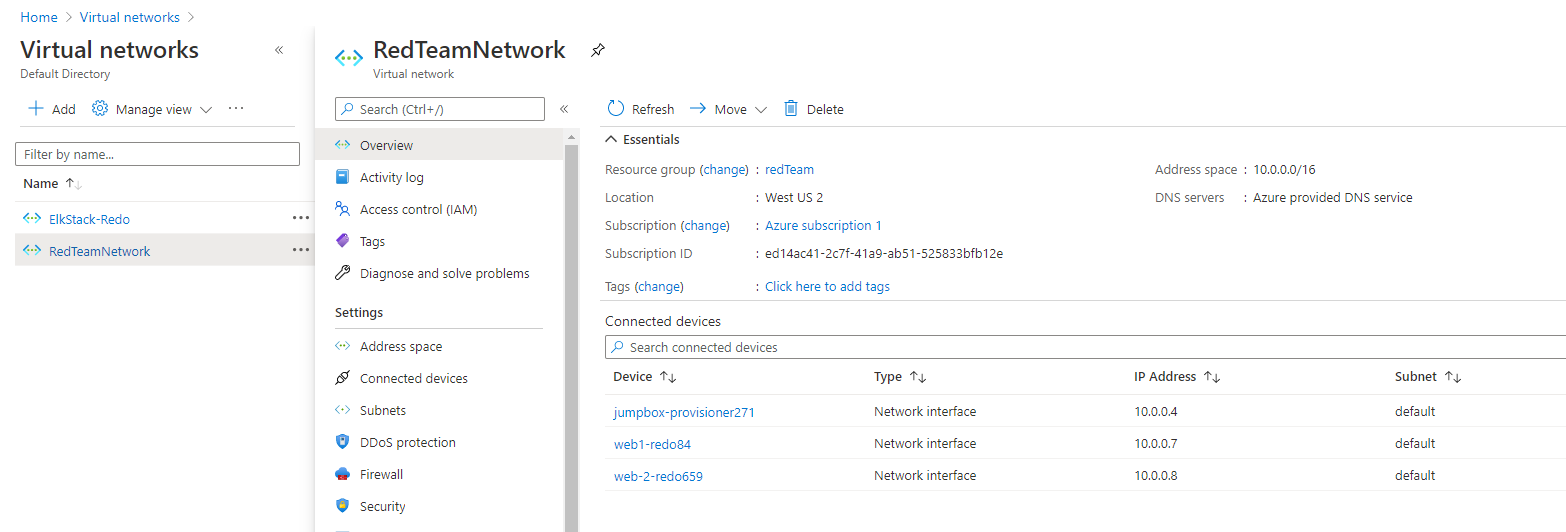 Home > Virtual networks >
Virtual networks «
Default Directory
+ Add Manage view ···
Filter by name...
Name ↑↓
ElkStack-Redo ···
RedTeamNetwork ···
RedTeamNetwork
Virtual network
Search (Ctrl+/) «
Overview
Activity log
Access control (IAM)
Tags
Diagnose and solve problems
Settings
Address space
Connected devices
Subnets
DDoS protection
Firewall
Security
Refresh Move Delete
Essentials
Resource group (change) : redTeam Address space : 10.0.0.0/16
Location : West US 2 DNS servers : Azure provided DNS service
Subscription (change) : Azure subscription 1
Subscription ID : ed14ac41-2c7f-41a9-ab51-525833bfb12e
Tags (change) : Click here to add tags
Connected devices
Search connected devices
Device ↑↓ Type ↑↓ IP Address ↑↓ Subnet ↑↓
jumpbox-provisioner271 Network interface 10.0.0.4 default
web1-redo84 Network interface 10.0.0.7 default
web-2-redo659 Network interface 10.0.0.8 default